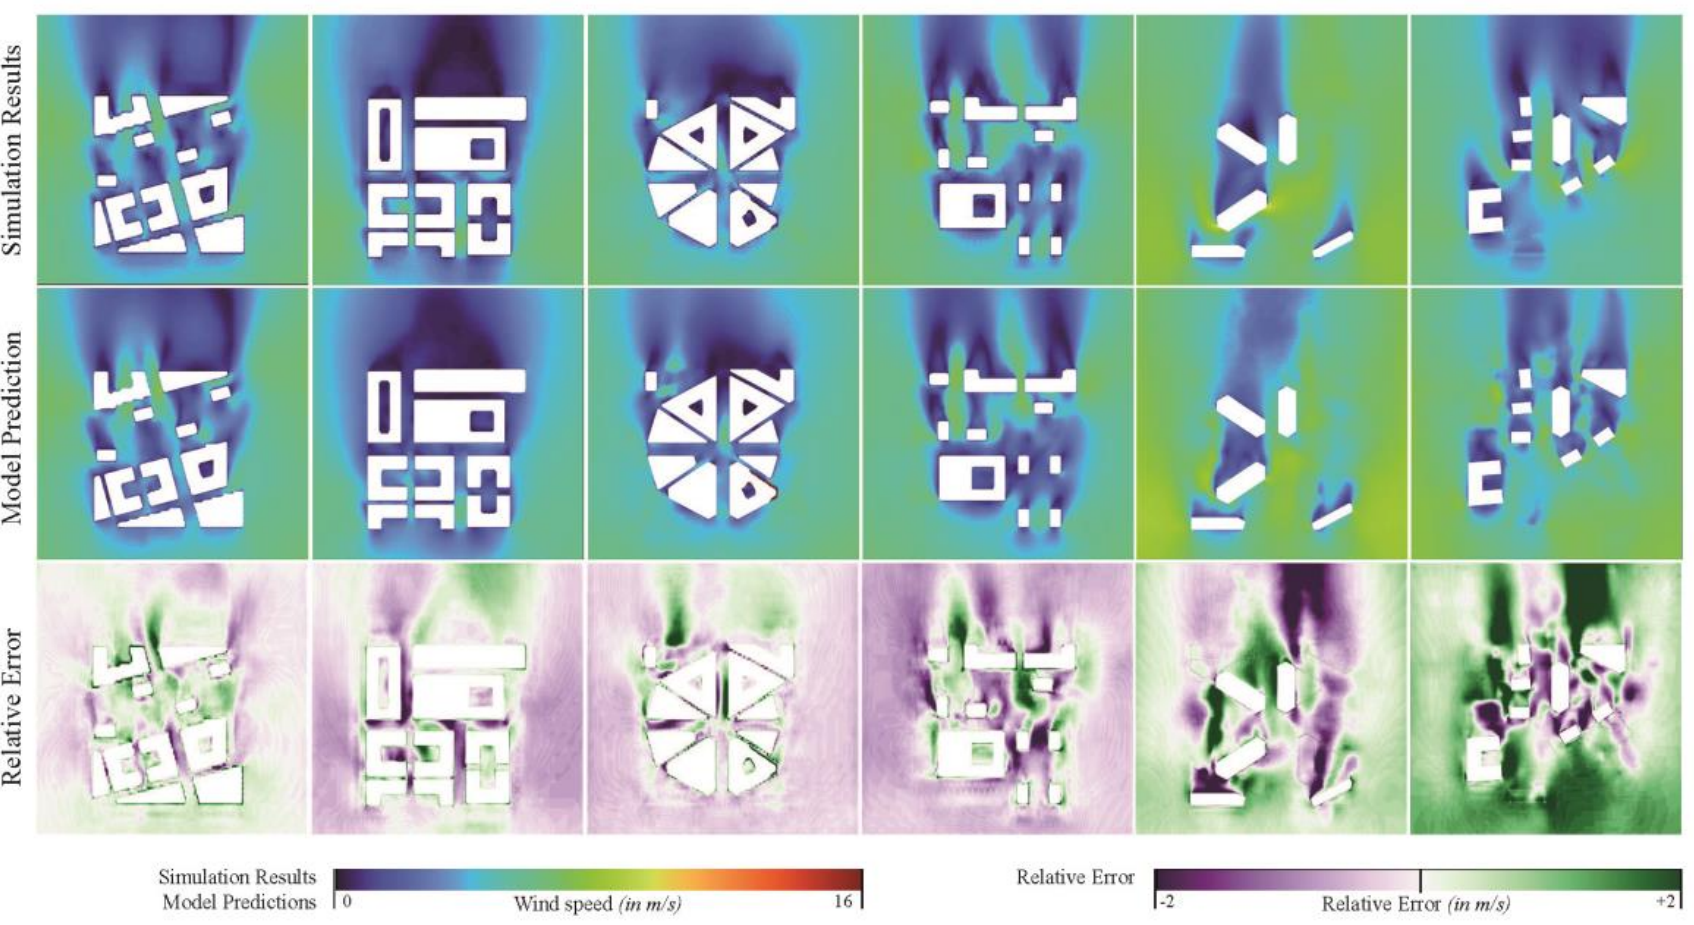 Simulation Results
Model Prediction
Relative Error
Simulation Results
Model Predictions
0
Wind speed (in m/s)
16
Relative Error
-2
Relative Error (in m/s)
+2